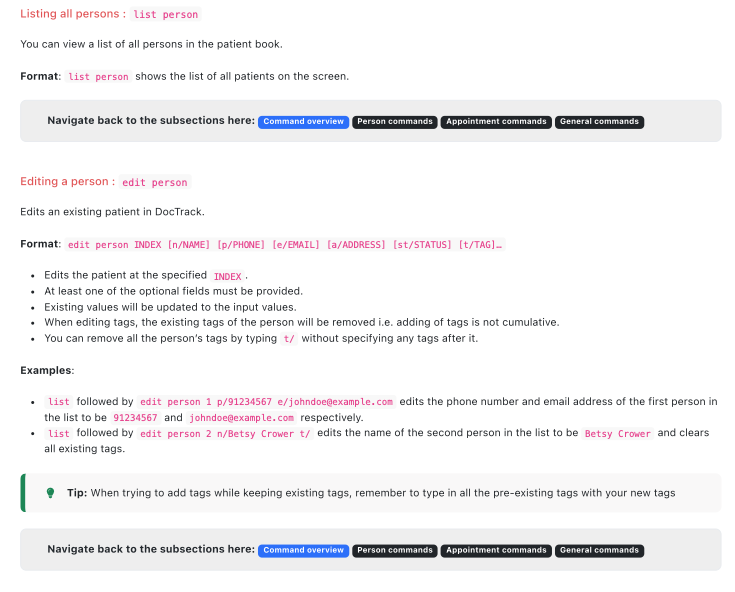 Listing all persons : list person
You can view a list of all persons in the patient book.
Format: list person shows the list of all patients on the screen.
Navigate back to the subsections here: Command overview Person commands Appointment commands General commands
Editing a person : edit person
Edits an existing patient in DocTrack.
Format: edit person INDEX [n/NAME] [p/PHONE] [e/EMAIL] [a/ADDRESS] [st/STATUS] [t/TAG]…
• Edits the patient at the specified INDEX.
• At least one of the optional fields must be provided.
• Existing values will be updated to the input values.
• When editing tags, the existing tags of the person will be removed i.e. adding of tags is not cumulative.
• You can remove all the person's tags by typing t/ without specifying any tags after it.
Examples:
• list followed by edit person 1 p/91234567 e/johndoe@example.com edits the phone number and email address of the first person in
the list to be 91234567 and johndoe@example.com respectively.
• list followed by edit person 2 n/Betsy Crower t/ edits the name of the second person in the list to be Betsy Crower and clears
all existing tags.
Tip: When trying to add tags while keeping existing tags, remember to type in all the pre-existing tags with your new tags
Navigate back to the subsections here: Command overview Person commands Appointment commands General commands